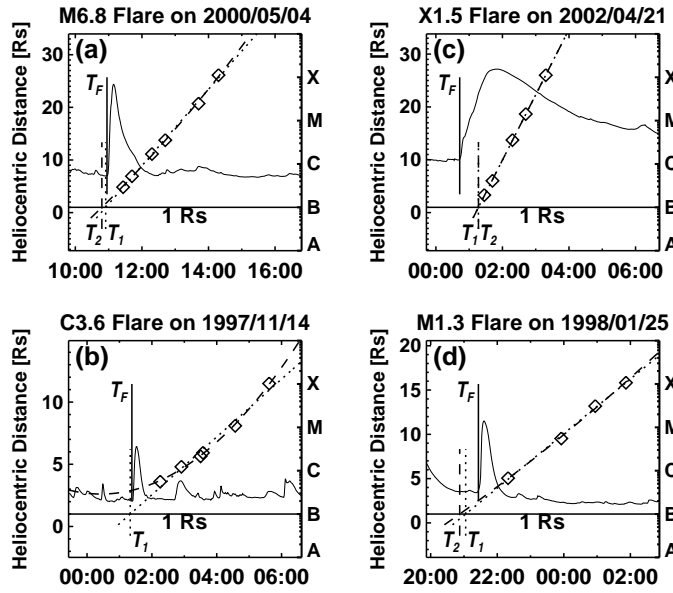 M6.8 Flare on 2000/05/04
(a)
Heliocentric Distance [Rs]
30
20
10
0
T_F
X
M
C
B
A
1 Rs
T_2 T_1
10:00 12:00 14:00 16:00
X1.5 Flare on 2002/04/21
(c)
Heliocentric Distance [Rs]
30
20
10
0
T_F
X
M
C
B
A
1 Rs
T_1 T_2
00:00 02:00 04:00 06:00
C3.6 Flare on 1997/11/14
(b)
Heliocentric Distance [Rs]
10
5
0
T_F
X
M
C
B
A
1 Rs
T_1
00:00 02:00 04:00 06:00
M1.3 Flare on 1998/01/25
(d)
Heliocentric Distance [Rs]
20
15
10
5
0
T_F
X
M
C
B
A
1 Rs
T_2 T_1
20:00 22:00 00:00 02:00